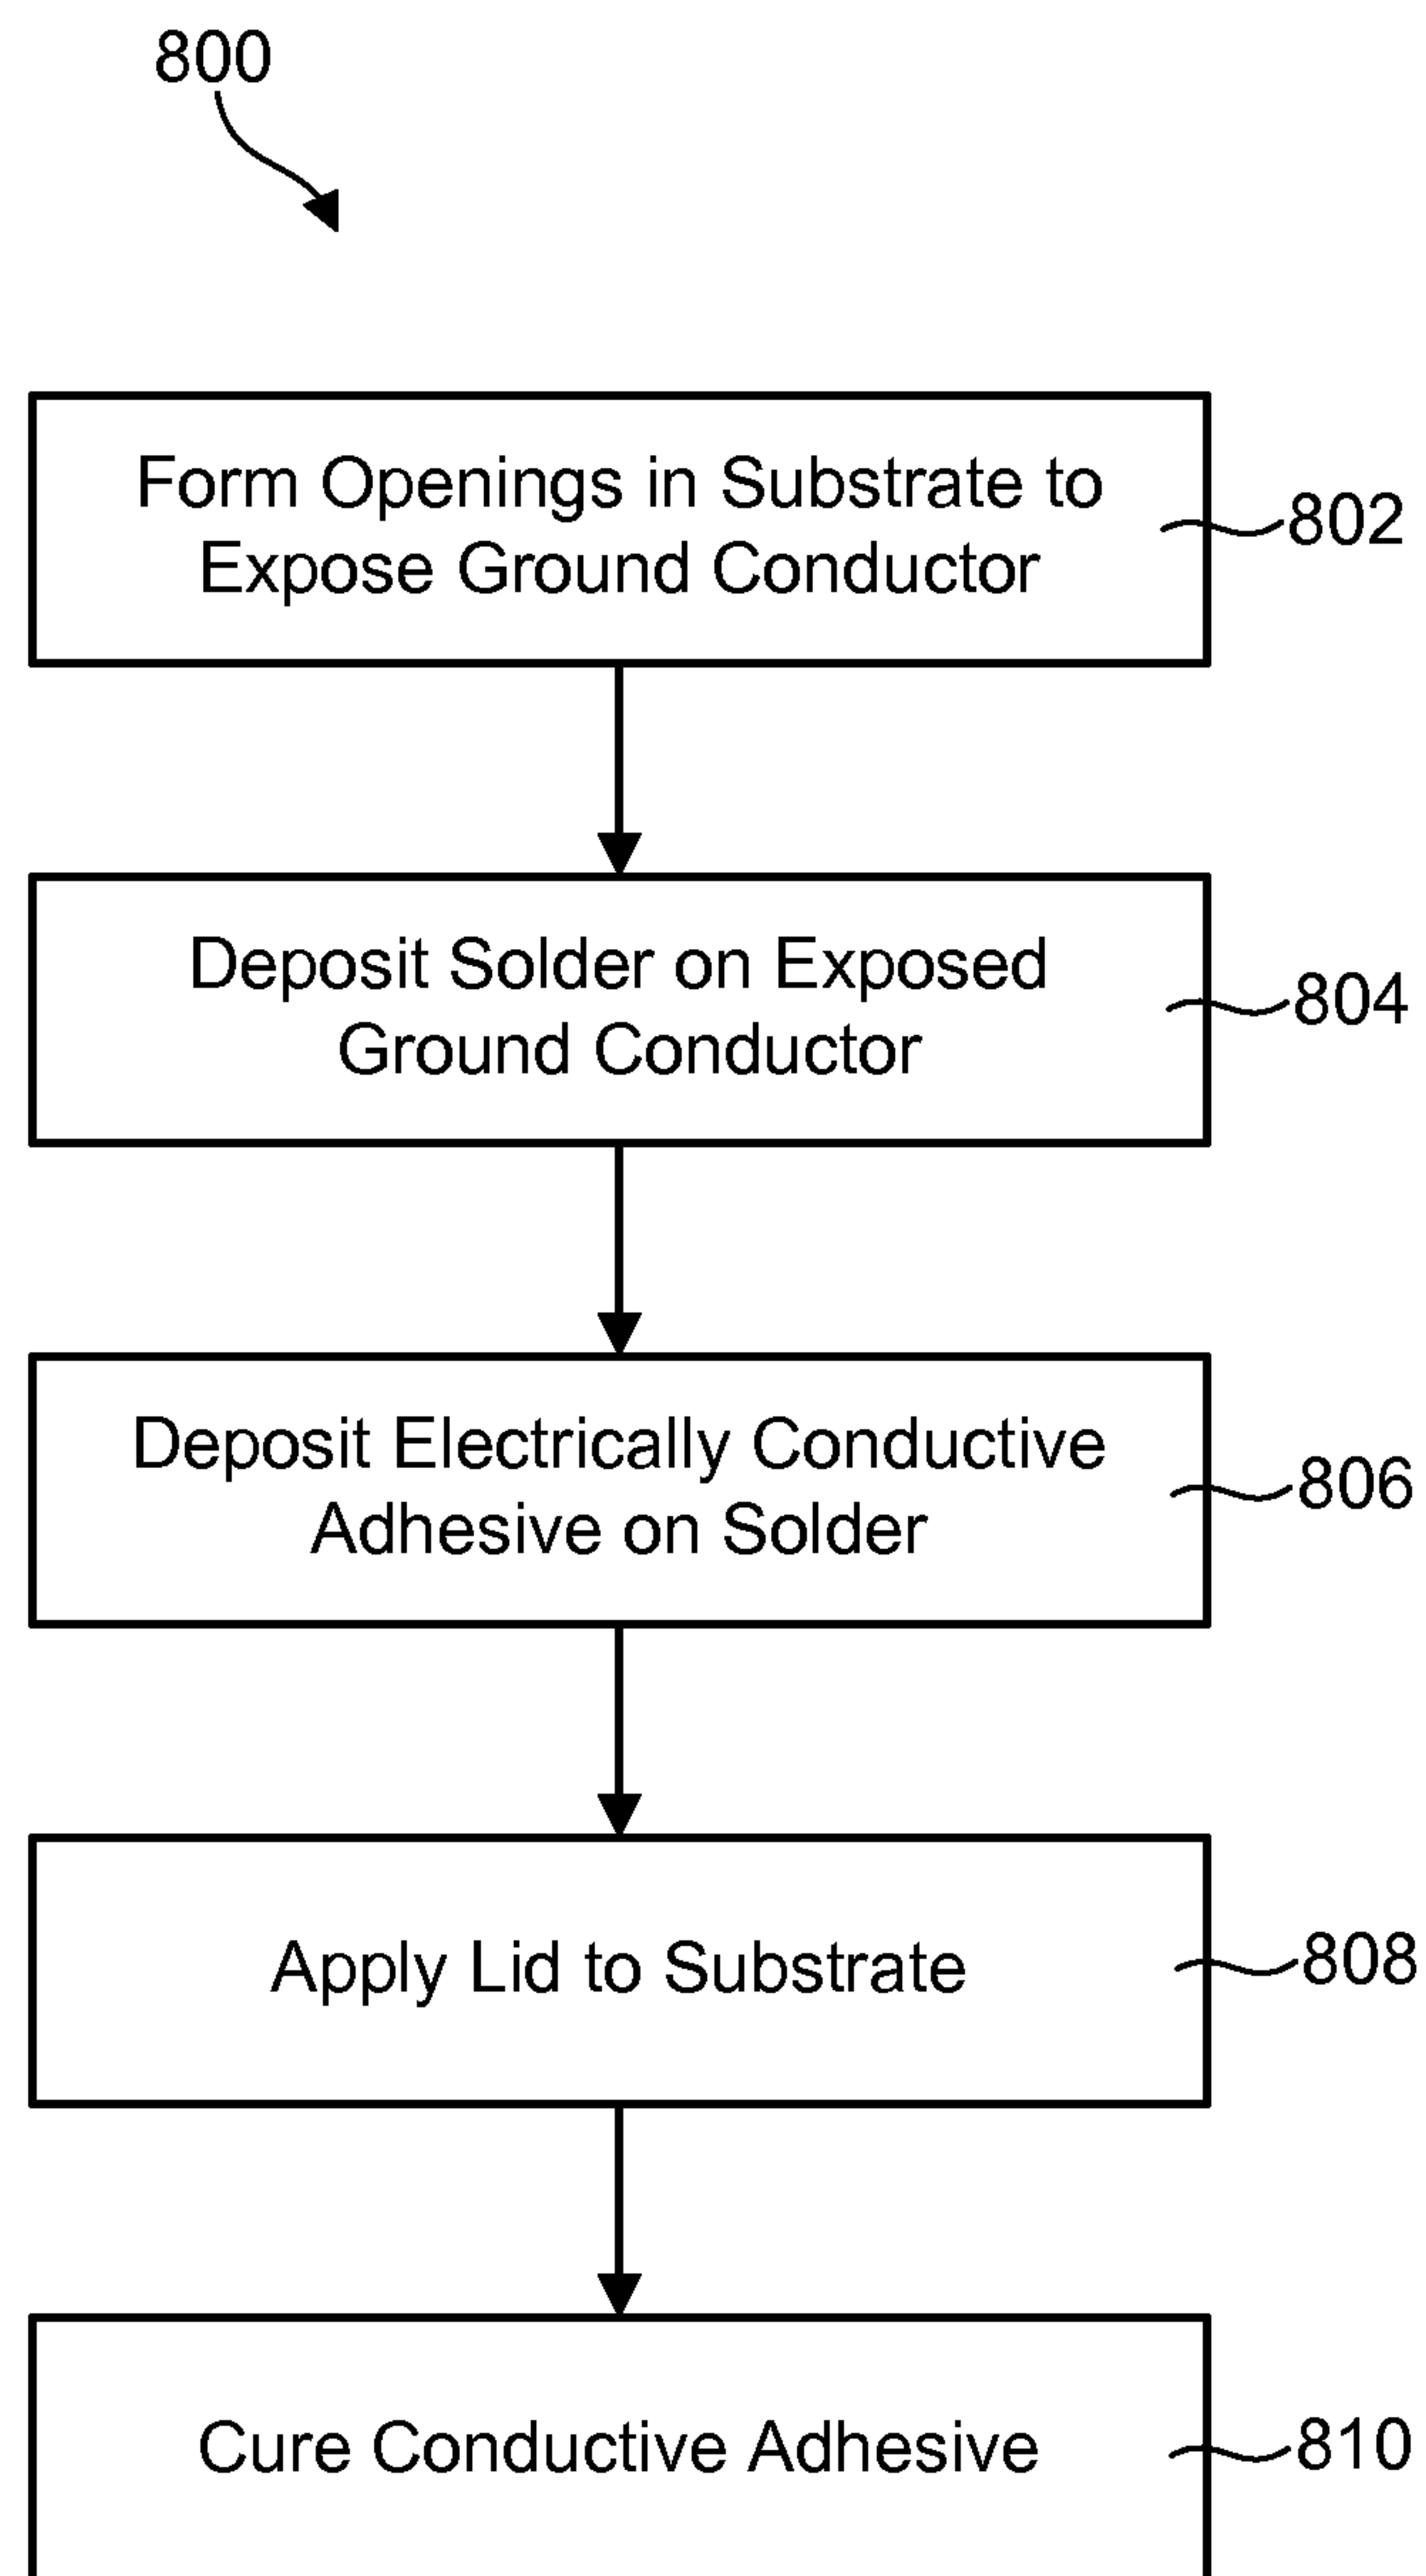 800
Form Openings in Substrate to
Expose Ground Conductor
802
Deposit Solder on Exposed
Ground Conductor
804
Deposit Electrically Conductive
Adhesive on Solder
806
Apply Lid to Substrate
808
Cure Conductive Adhesive
810